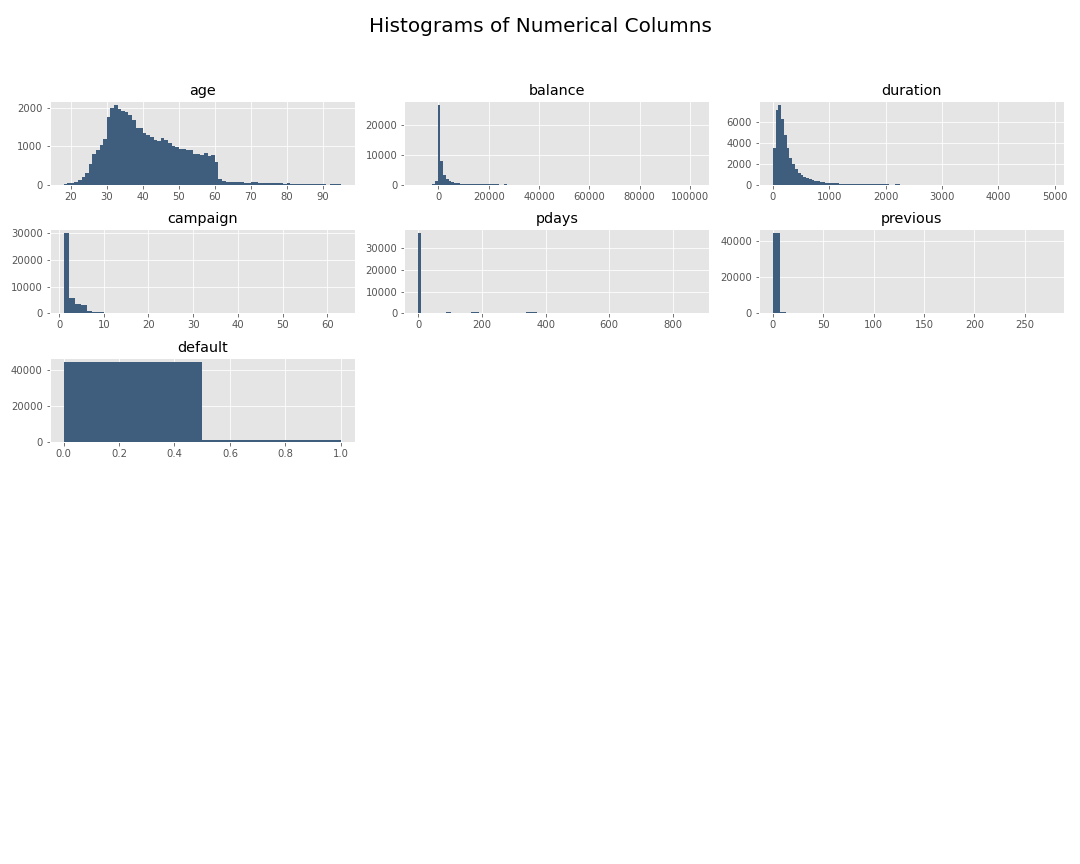 Histograms of Numerical Columns
age
balance
duration
2000
1000
0
20 30 40 50 60 70 80 90
20000
10000
0
0 20000 40000 60000 80000 100000
6000
4000
2000
0
0 1000 2000 3000 4000 5000
campaign
pdays
previous
30000
20000
10000
0
0 10 20 30 40 50 60
30000
20000
10000
0
0 200 400 600 800
40000
20000
0
0 50 100 150 200 250
default
40000
20000
0
0.0 0.2 0.4 0.6 0.8 1.0